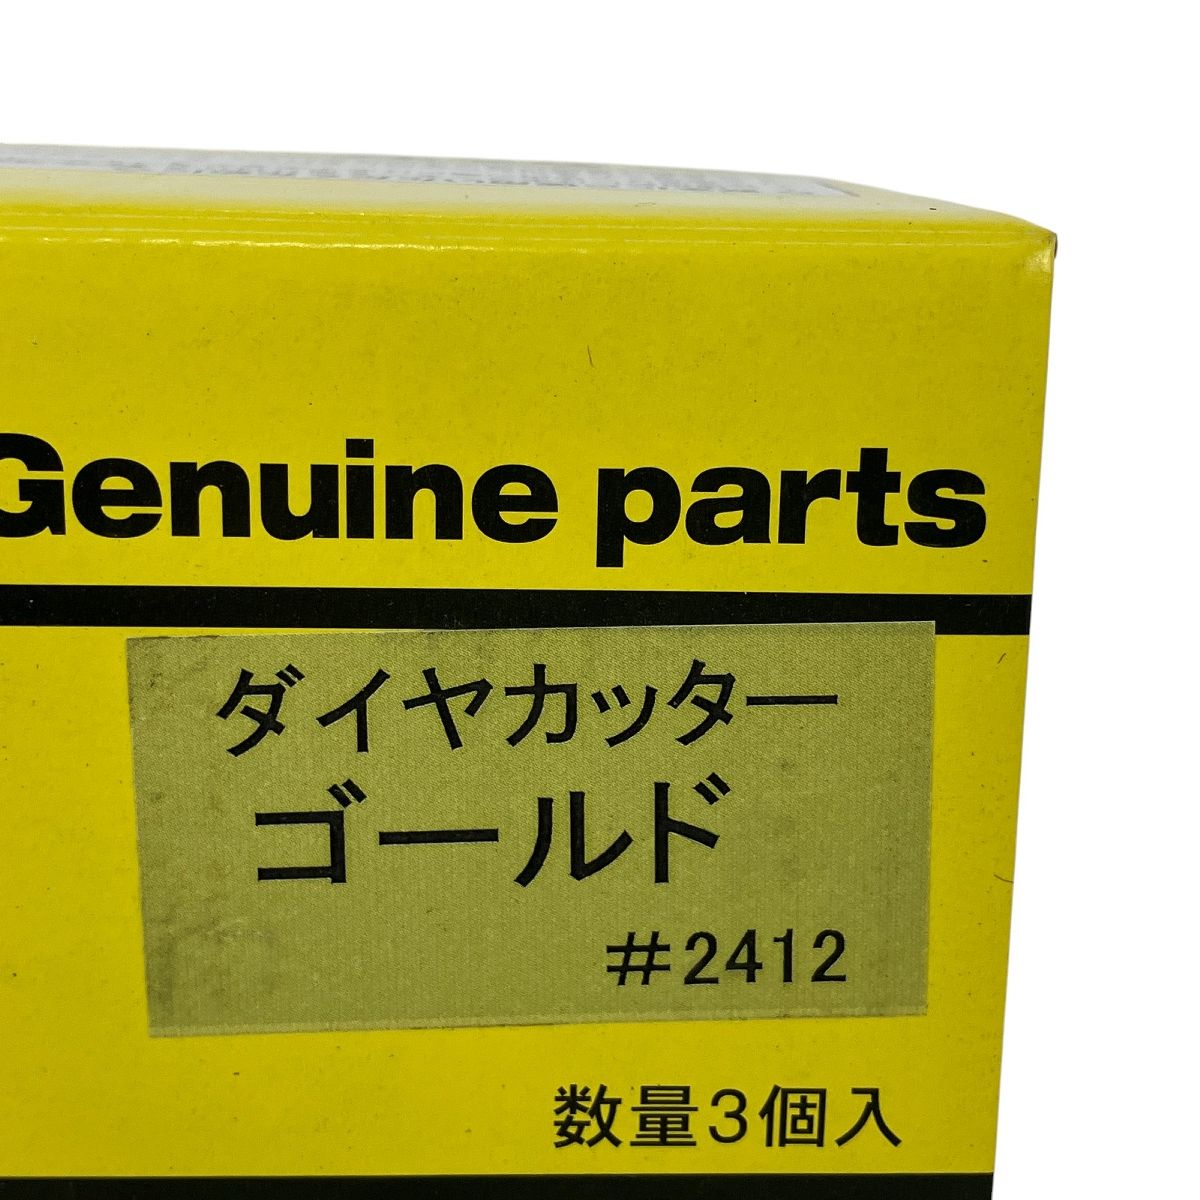 Genuine parts
ダイヤカッター
ゴールド
#2412
数量3個入